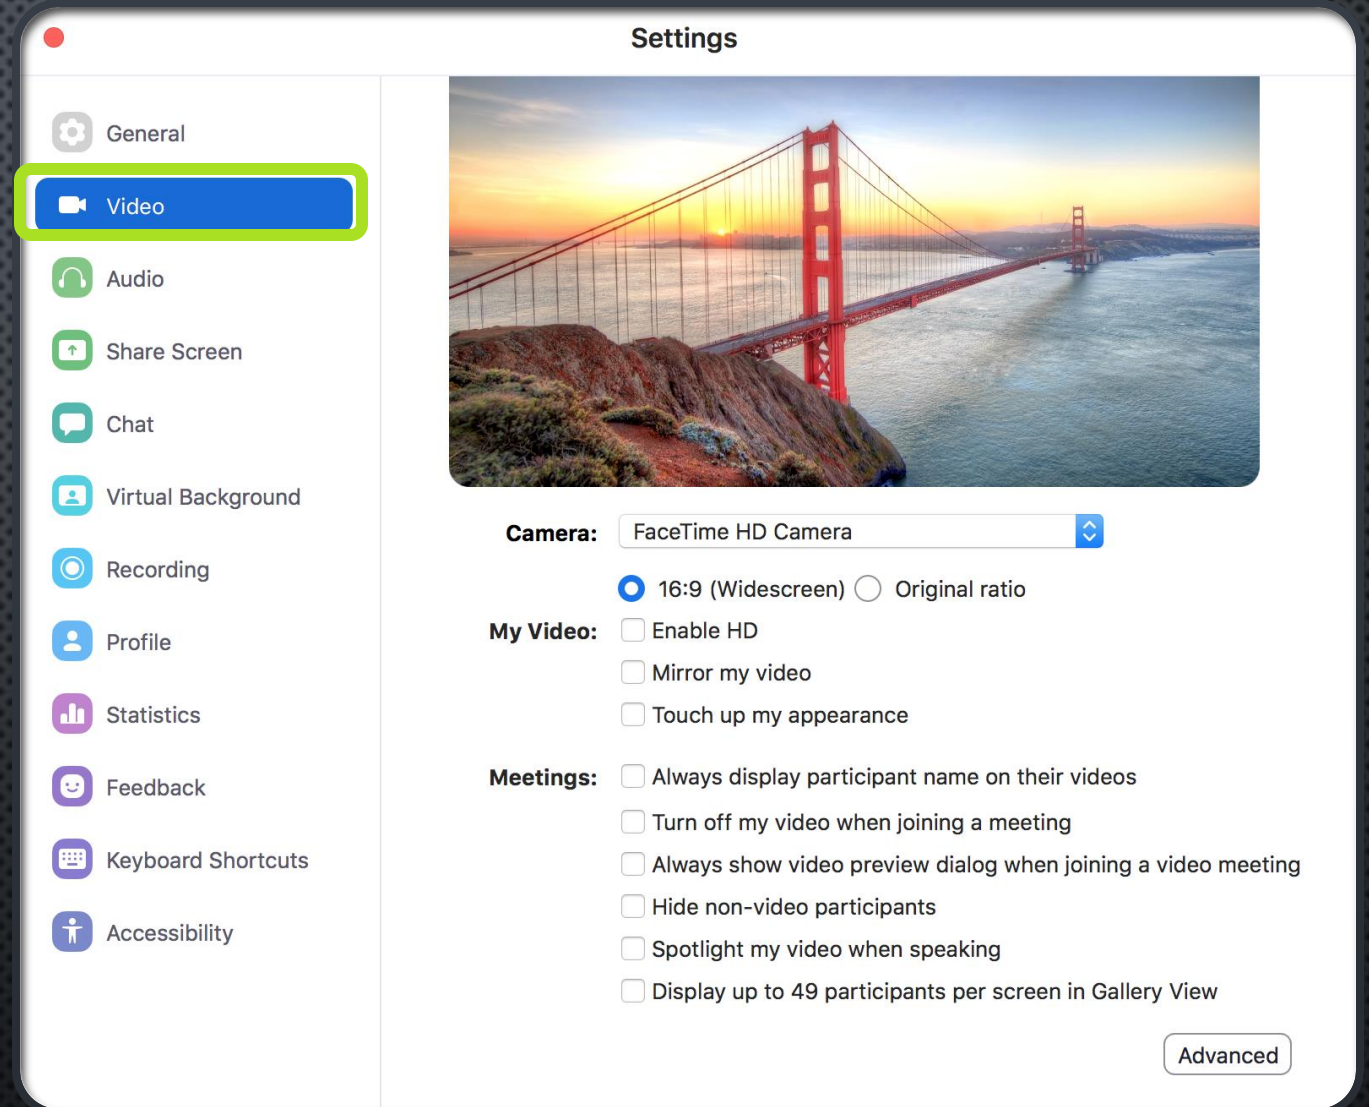 Settings
General
Video
Audio
Share Screen
Chat
Virtual Background
Recording
Profile
Statistics
Feedback
Keyboard Shortcuts
Accessibility
Camera: FaceTime HD Camera
16:9 (Widescreen) Original ratio
My Video: Enable HD
Mirror my video
Touch up my appearance
Meetings: Always display participant name on their videos
Turn off my video when joining a meeting
Always show video preview dialog when joining a video meeting
Hide non-video participants
Spotlight my video when speaking
Display up to 49 participants per screen in Gallery View
Advanced